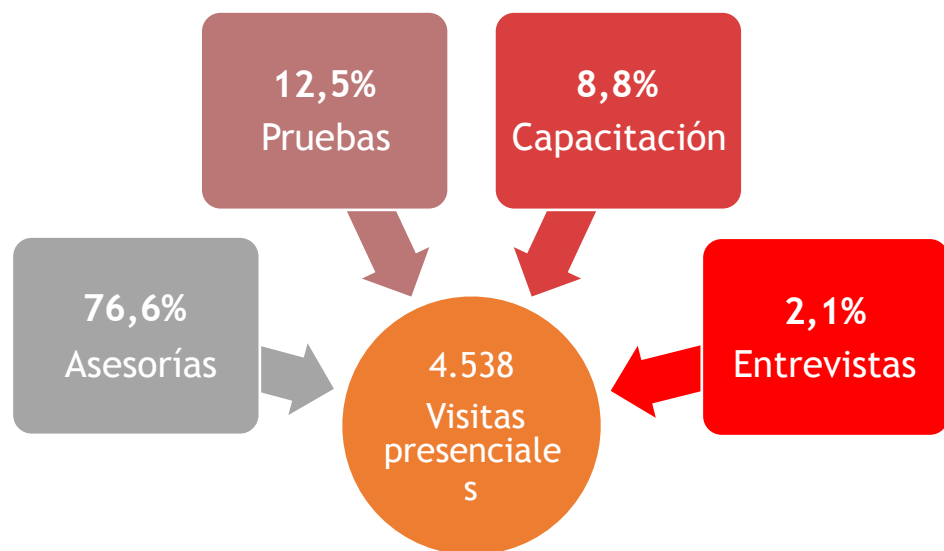 12,5%
Pruebas
8,8%
Capacitación
76,6%
Asesorías
2,1%
Entrevistas
4.538
Visitas
presenciale
s